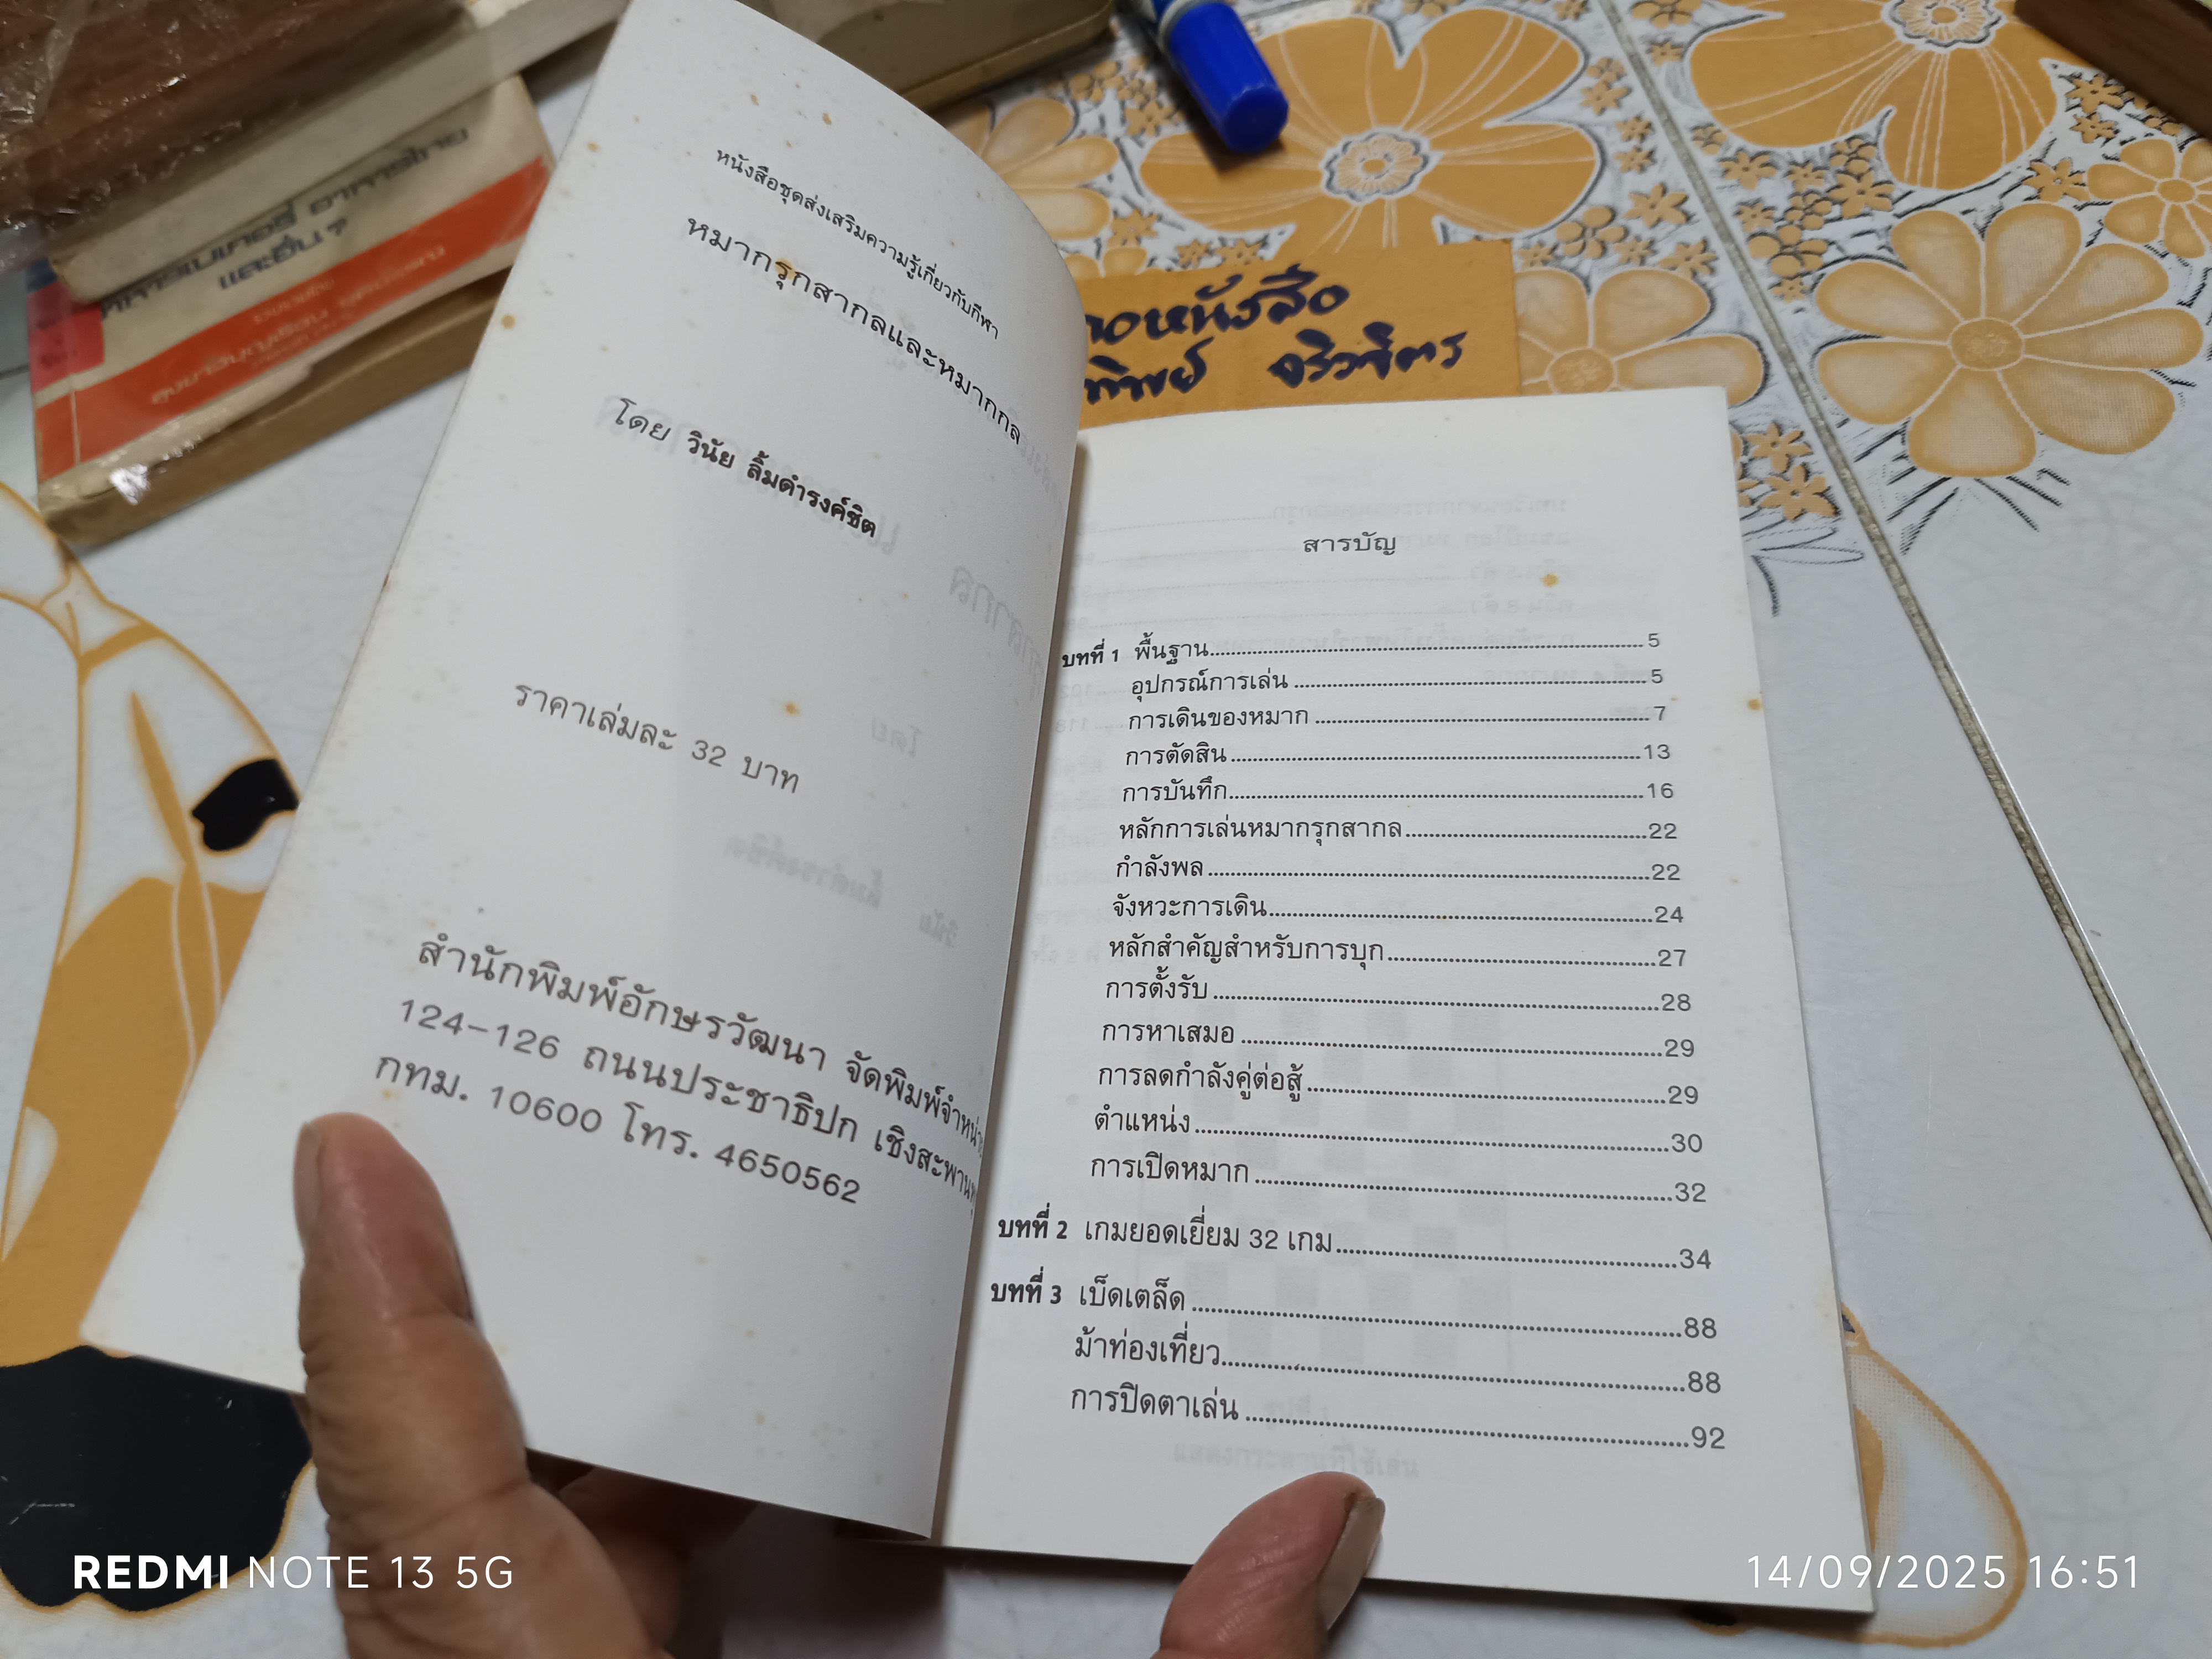 หนังสือชุดส่งเสริมความรู้เกี่ยวกับกีฬา
หมากรุกสากลและหมากกล
โดย วินัย ลิ้มดำรงค์ชิต
ราคาเล่มละ 32 บาท
สำนักพิมพ์อักษรวัฒนา จัดพิมพ์จำหน่าย
124-126 ถนนประชาธิปก เชิงสะพาน
กทม. 10600 โทร. 4650562
สารบัญ
บทที่ 1 พื้นฐาน 5
อุปกรณ์การเล่น 5
การเดินของหมาก 7
การตัดสิน 13
การบันทึก 16
หลักการเล่นหมากรุกสากล 22
กำลังพล 22
จังหวะการเดิน 24
หลักสำคัญสำหรับการบุก 27
การตั้งรับ 28
การหาเสมอ 29
การลดกำลังคู่ต่อสู้ 29
ตำแหน่ง 30
การเปิดหมาก 32
บทที่ 2 เกมยอดเยี่ยม 32 เกม 34
บทที่ 3 เบ็ดเตล็ด 88
ม้าท่องเที่ยว 88
การปิดตาเล่น 92
หนังสือ
และอื่น ๆ
REDMI NOTE 13 5G
14/09/2025 16:51